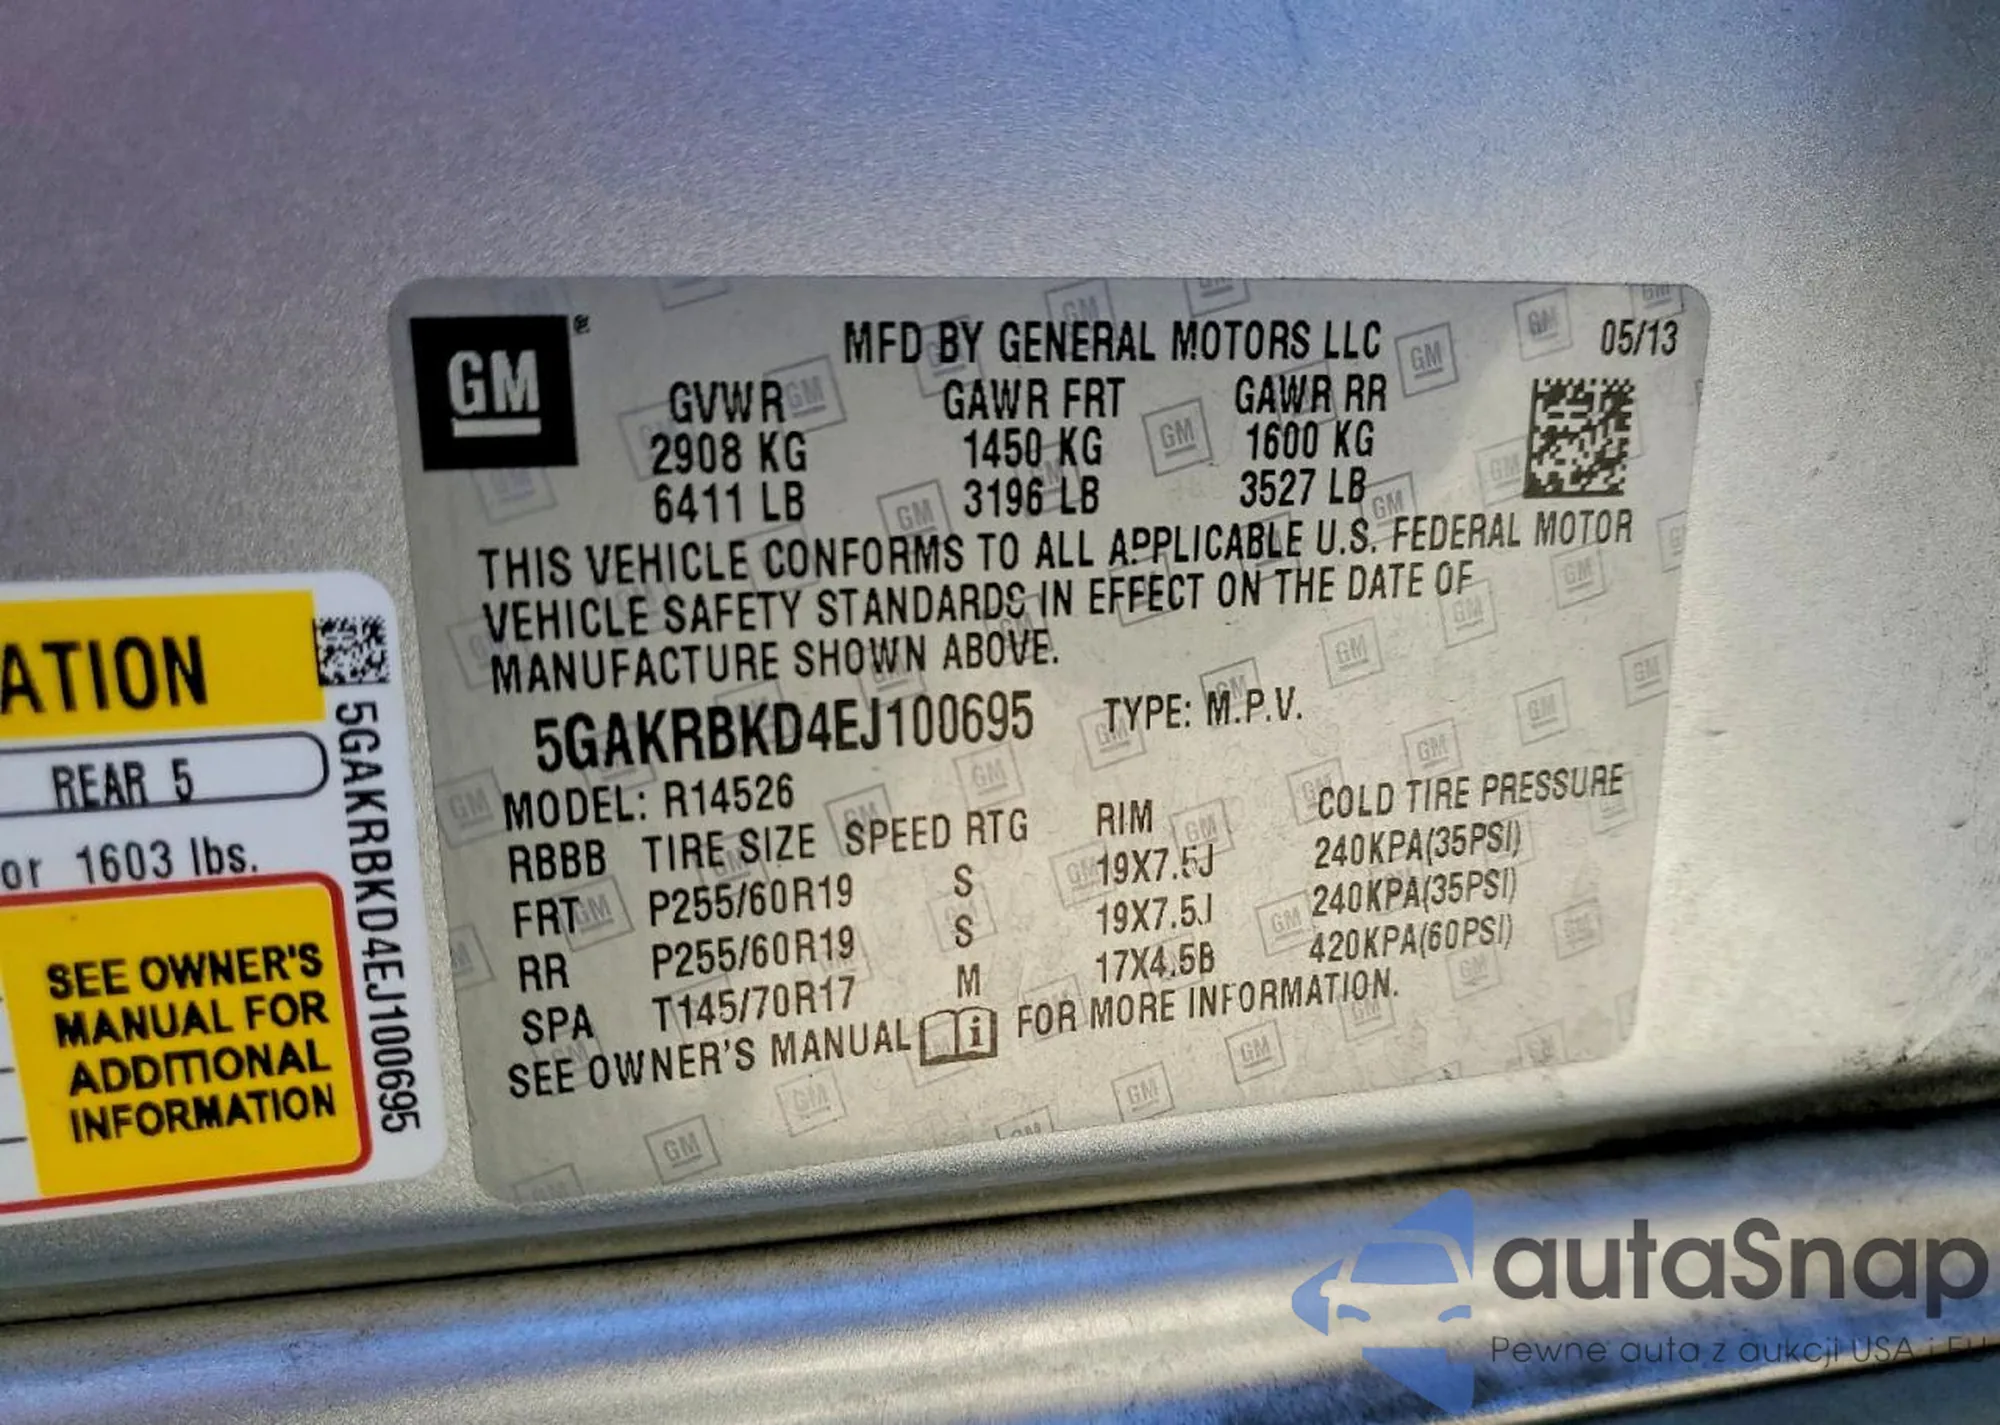 GM
MFD BY GENERAL MOTORS LLC 05/13
GVWR GAWR FRT GAWR RR
2908 KG 1450 KG 1600 KG
6411 LB 3196 LB 3527 LB
THIS VEHICLE CONFORMS TO ALL APPLICABLE U.S. FEDERAL MOTOR
VEHICLE SAFETY STANDARDS IN EFFECT ON THE DATE OF
MANUFACTURE SHOWN ABOVE.
5GAKRBKD4EJ100695 TYPE: M.P.V.
MODEL: R14526
RBBB TIRE SIZE SPEED RTG RIM COLD TIRE PRESSURE
FRT P255/60R19 S 19X7.5J 240KPA(35PSI)
RR P255/60R19 S 19X7.5J 240KPA(35PSI)
SPA T145/70R17 M 17X4.5B 420KPA(60PSI)
SEE OWNER'S MANUAL i FOR MORE INFORMATION.
ATION
REAR 5
or 1603 lbs.
SEE OWNER'S
MANUAL FOR
ADDITIONAL
INFORMATION
5GAKRBKD4EJ100695
autaSnap
Pewne auta z aukcji USA i EU